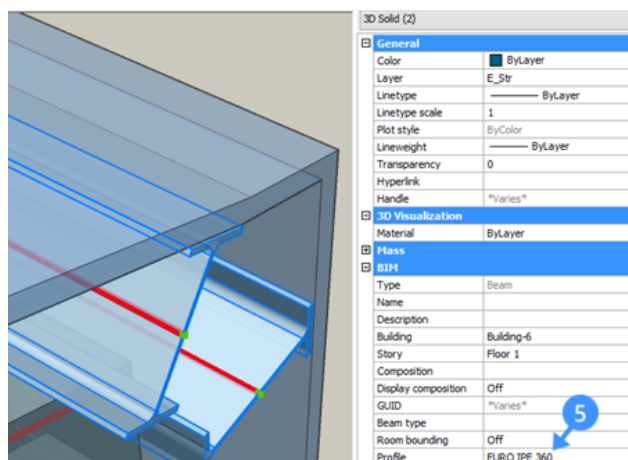 3D Solid (2)
General
Color ByLayer
Layer E_Str
Linetype ByLayer
Linetype scale 1
Plot style ByColor
Lineweight ByLayer
Transparency 0
Hyperlink
Handle *Varies*
3D Visualization
Material ByLayer
Mass
BIM
Type Beam
Name
Description
Building Building-6
Story Floor 1
Composition
Display composition Off
GUID *Varies*
Beam type
Room bounding Off
5
Profile EURO IPE 360